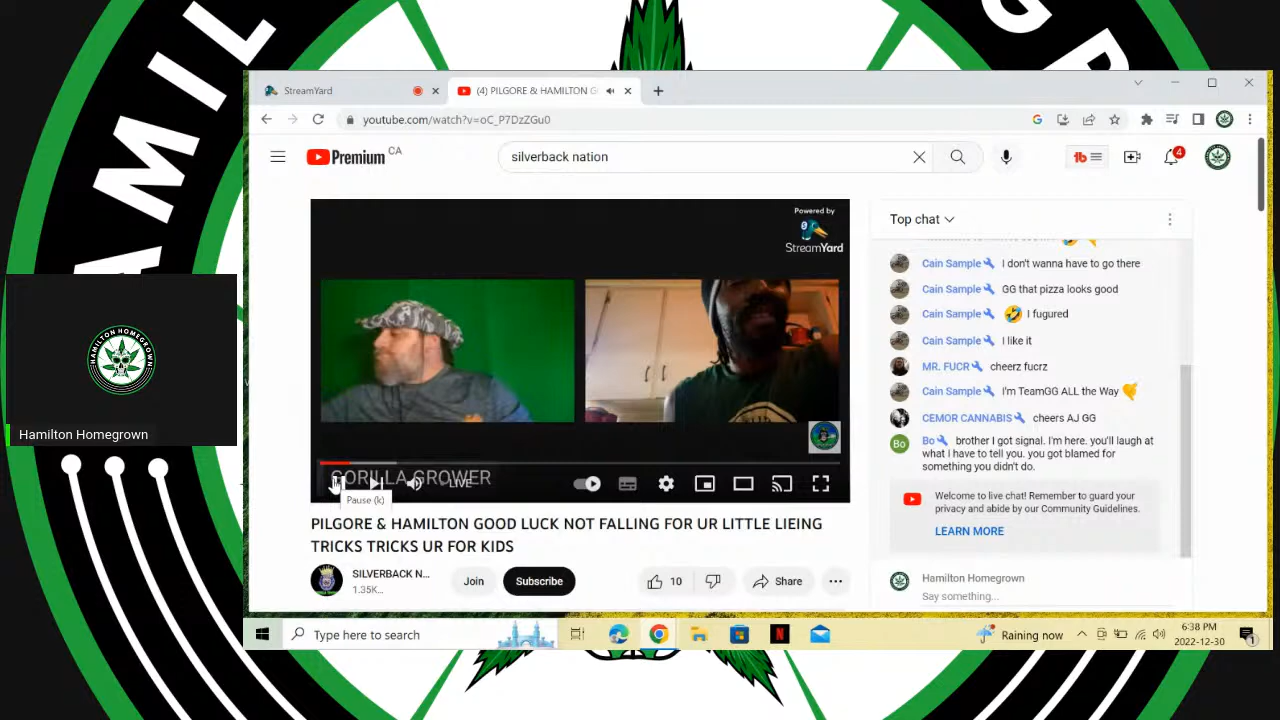 StreamYard
(4) PILGORE & HAMILTON G
youtube.com/watch?v=oC_P7DzZGu0
Premium CA
silverback nation
4
Powered by
StreamYard
GORILLA GROWER
LIVE
Pause (k)
PILGORE & HAMILTON GOOD LUCK NOT FALLING FOR UR LITTLE LIEING
TRICKS TRICKS UR FOR KIDS
SILVERBACK N...
1.35K...
Join
Subscribe
10
Share
Top chat
Cain Sample I don't wanna have to go there
Cain Sample GG that pizza looks good
Cain Sample I fugured
Cain Sample I like it
MR. FUCR cheerz fucrz
Cain Sample I'm TeamGG ALL the Way
CEMOR CANNABIS cheers AJ GG
Bo Bo brother I got signal. I'm here. you'll laugh at
what I have to tell you. you got blamed for
something you didn't do.
Welcome to live chat! Remember to guard your
privacy and abide by our Community Guidelines.
LEARN MORE
Hamilton Homegrown
Say something...
HAMILTON HOMEGROWN
Hamilton Homegrown
Type here to search
Raining now
6:38 PM
2022-12-30
1
AMIL
GR